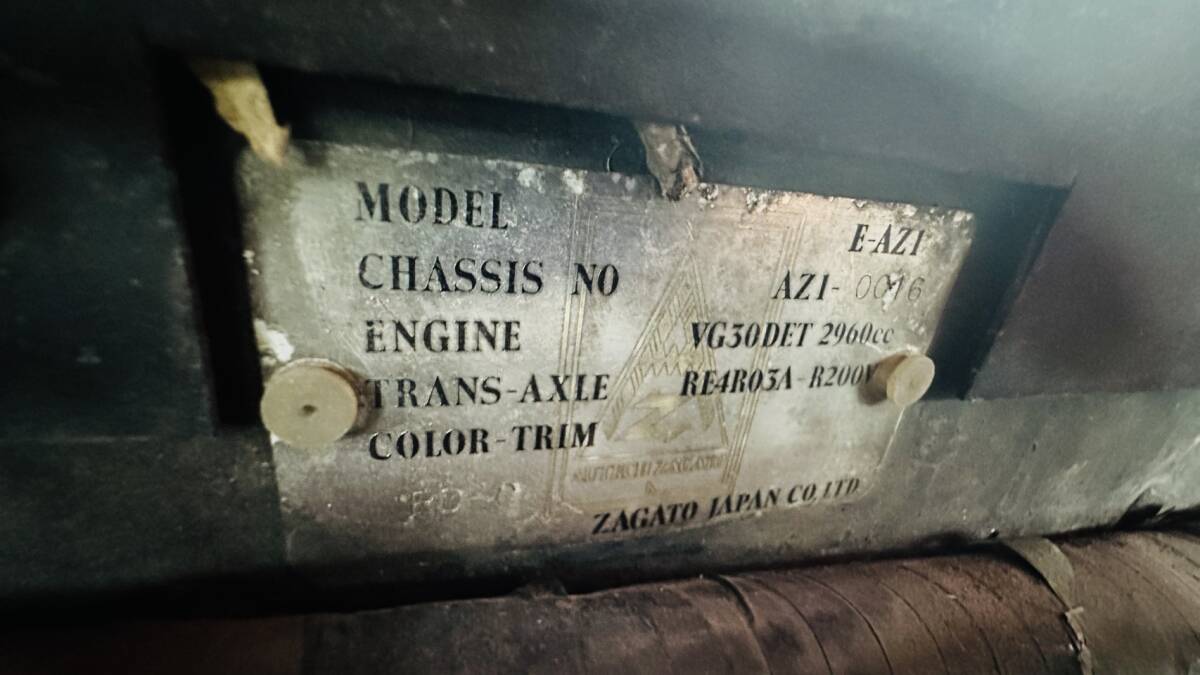 MODEL E-AZ1
CHASSIS NO AZ1-0016
ENGINE VG30DET 2960cc
TRANS-AXLE RE4R03A-R200V
COLOR-TRIM
ZAGATO JAPAN CO,LTD